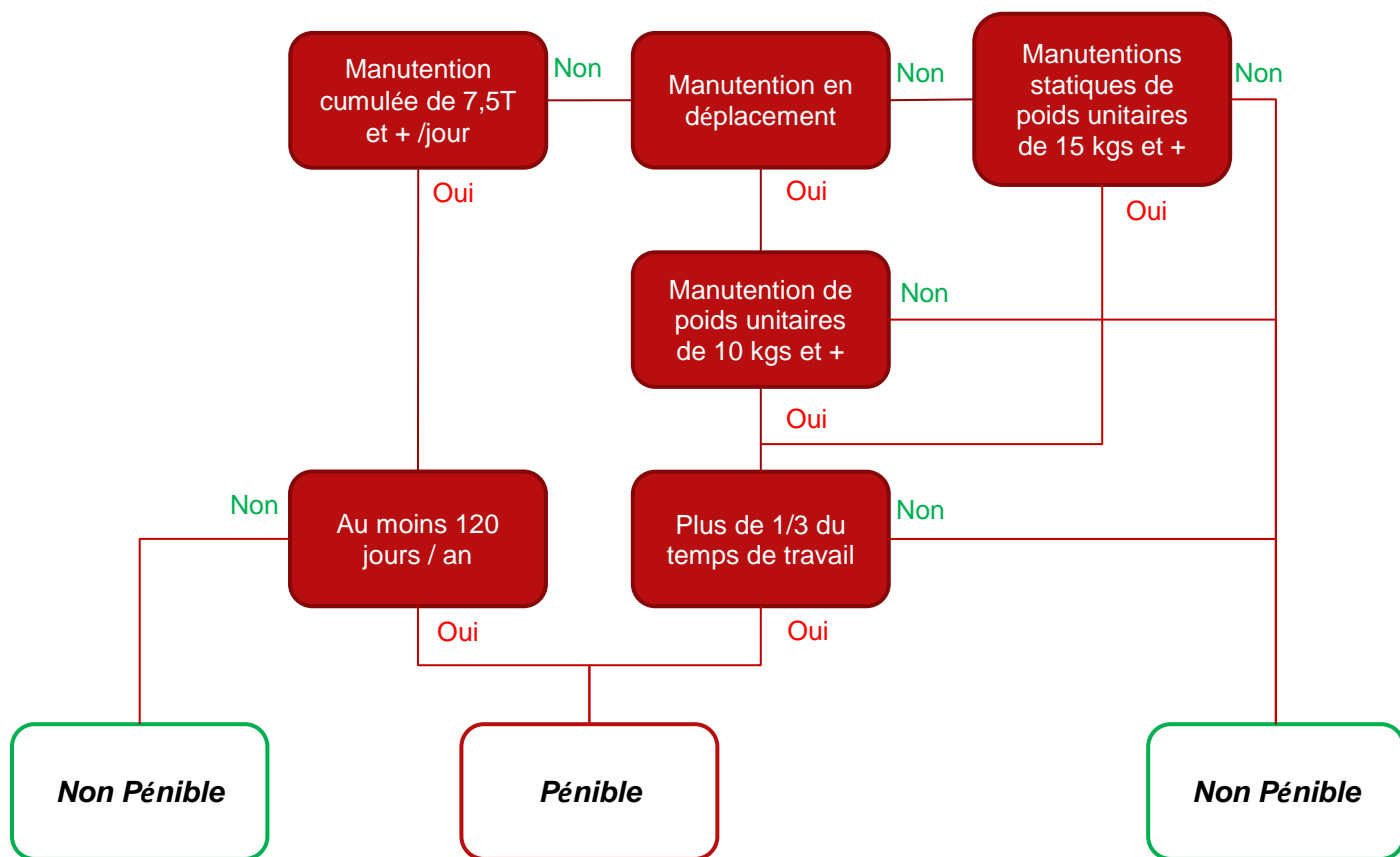 Manutention
cumulée de 7,5T
et + /jour
Non
Manutention en
déplacement
Non
Manutentions
statiques de
poids unitaires
de 15 kgs et +
Non
Oui
Oui
Oui
Manutention de
poids unitaires
de 10 kgs et +
Non
Oui
Non
Au moins 120
jours / an
Plus de 1/3 du
temps de travail
Non
Oui
Oui
Non Pénible
Pénible
Non Pénible